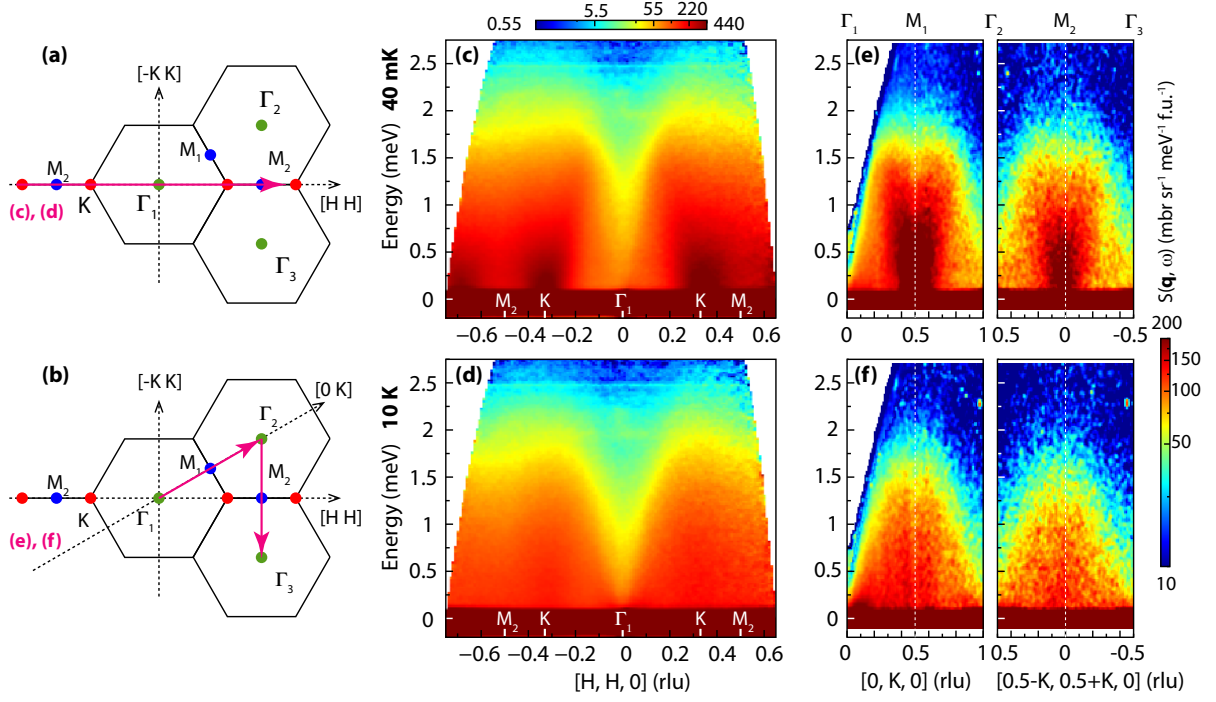 0.55 5.5 55 220 440
(a)
[-K K]
Γ2
M1
M2
M2
K
Γ1
[H H]
(c), (d)
Γ3
(c)
Energy (meV) 40 mK
2.5
2
1.5
1
0.5
0
M2 K Γ1 K M2
−0.6 −0.4 −0.2 0 0.2 0.4 0.6
Γ1 M1 Γ2 M2 Γ3
(e)
2.5
2
1.5
1
0.5
0
0 0.5 1 0.5 0 -0.5
S(q, ω) (mbr sr⁻¹ meV⁻¹ f.u.⁻¹)
200
150
100
50
10
(b)
[-K K]
[0 K]
Γ2
M1
M2
M2
K
Γ1
[H H]
(e), (f)
Γ3
(d)
Energy (meV) 10 K
2.5
2
1.5
1
0.5
0
M2 K Γ1 K M2
−0.6 −0.4 −0.2 0 0.2 0.4 0.6
[H, H, 0] (rlu)
(f)
2.5
2
1.5
1
0.5
0
0 0.5 1 0.5 0 -0.5
[0, K, 0] (rlu) [0.5-K, 0.5+K, 0] (rlu)